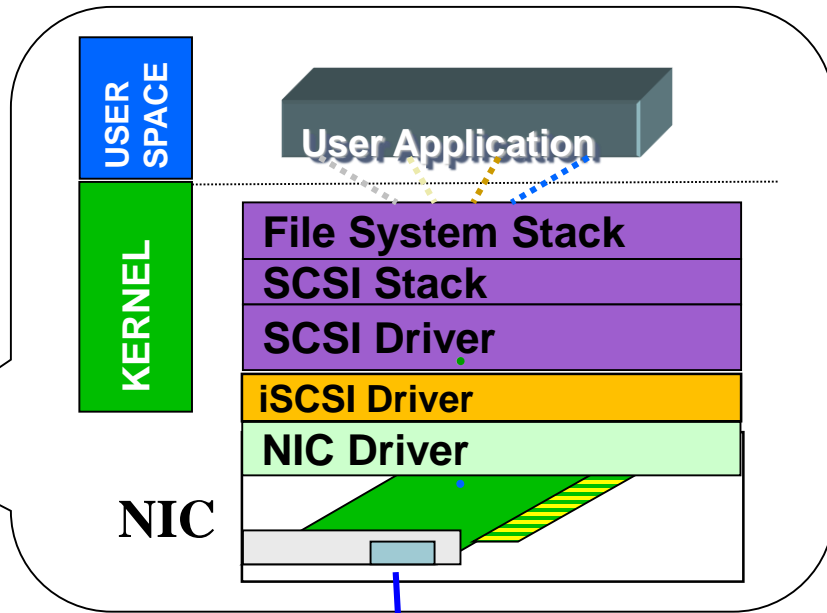 USER
SPACE
User Application
KERNEL
File System Stack
SCSI Stack
SCSI Driver
iSCSI Driver
NIC Driver
NIC